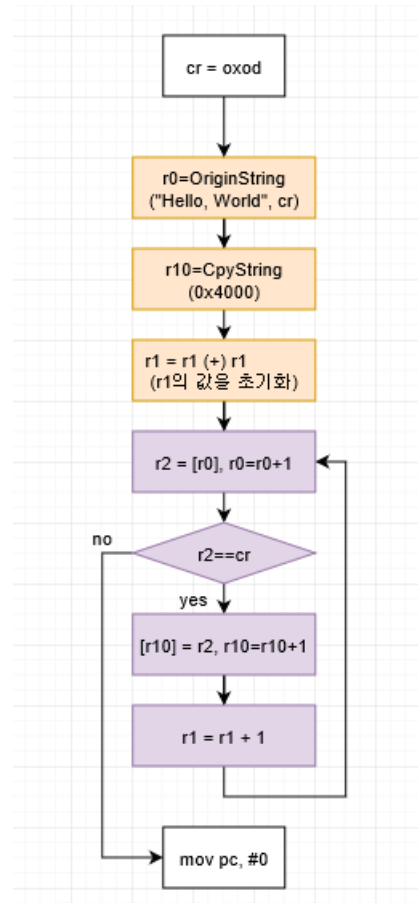 cr = oxod
r0=OriginString
("Hello, World", cr)
r10=CpyString
(0x4000)
r1 = r1 (+) r1
(r1의 값을 초기화)
r2 = [r0], r0=r0+1
no
r2==cr
yes
[r10] = r2, r10=r10+1
r1 = r1 + 1
mov pc, #0